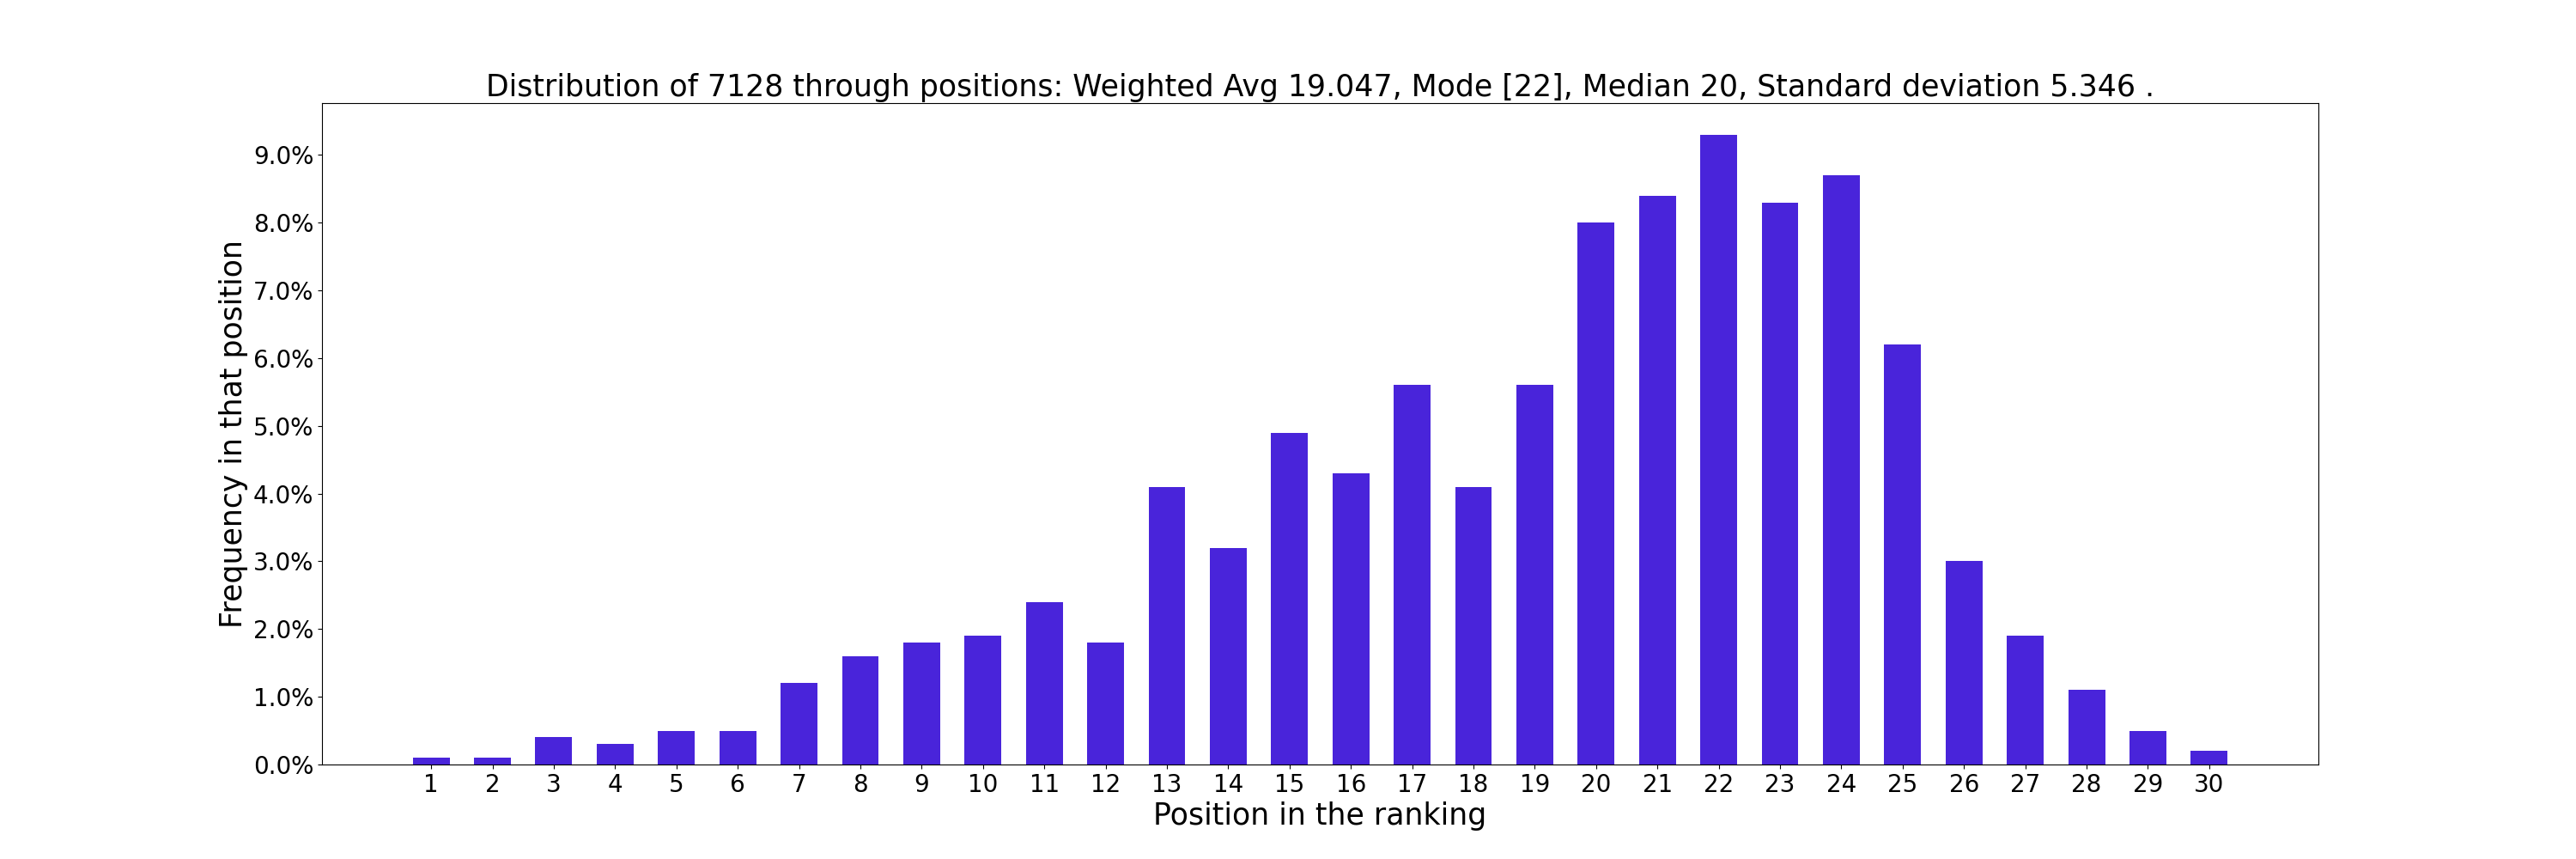 Distribution of 7128 through positions: Weighted Avg 19.047, Mode [22], Median 20, Standard deviation 5.346 .
Frequency in that position
9.0%
8.0%
7.0%
6.0%
5.0%
4.0%
3.0%
2.0%
1.0%
0.0%
1 2 3 4 5 6 7 8 9 10 11 12 13 14 15 16 17 18 19 20 21 22 23 24 25 26 27 28 29 30
Position in the ranking